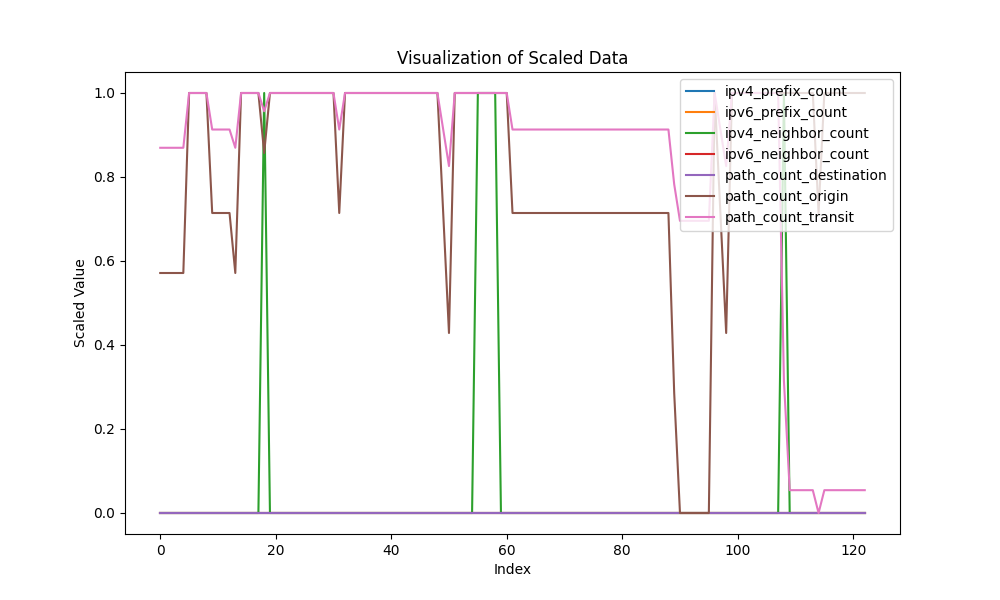 Visualization of Scaled Data
1.0
0.8
0.6
0.4
0.2
0.0
Scaled Value
ipv4_prefix_count
ipv6_prefix_count
ipv4_neighbor_count
ipv6_neighbor_count
path_count_destination
path_count_origin
path_count_transit
0 20 40 60 80 100 120
Index